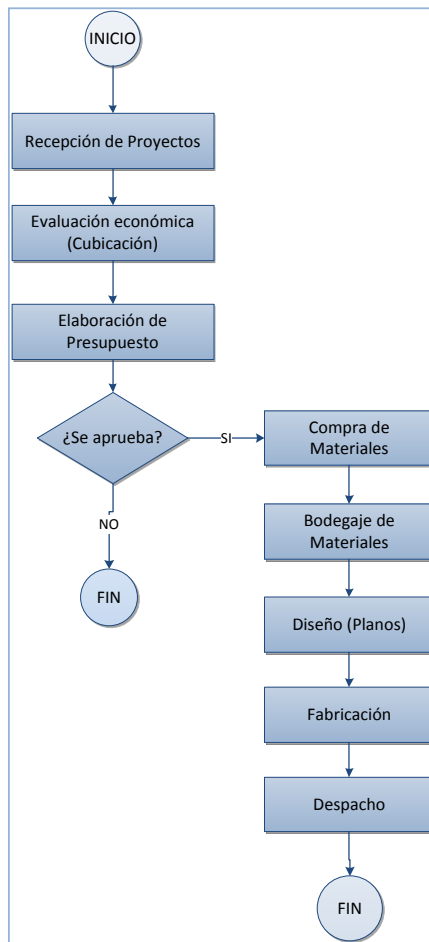 INICIO
Recepción de Proyectos
Evaluación económica
(Cubicación)
Elaboración de
Presupuesto
¿Se aprueba?
SI
NO
FIN
Compra de
Materiales
Bodegaje de
Materiales
Diseño (Planos)
Fabricación
Despacho
FIN